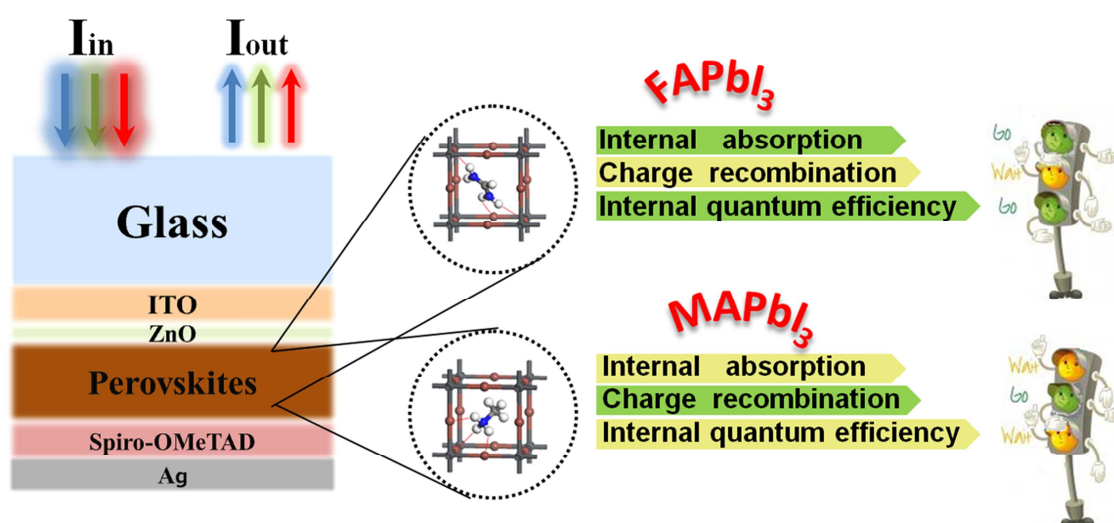 Iin
Iout
Glass
ITO
ZnO
Perovskites
Spiro-OMeTAD
Ag
FAPbI3
Internal absorption
Charge recombination
Internal quantum efficiency
Go
Wait
Go
MAPbI3
Internal absorption
Charge recombination
Internal quantum efficiency
Wait
Go
Wait